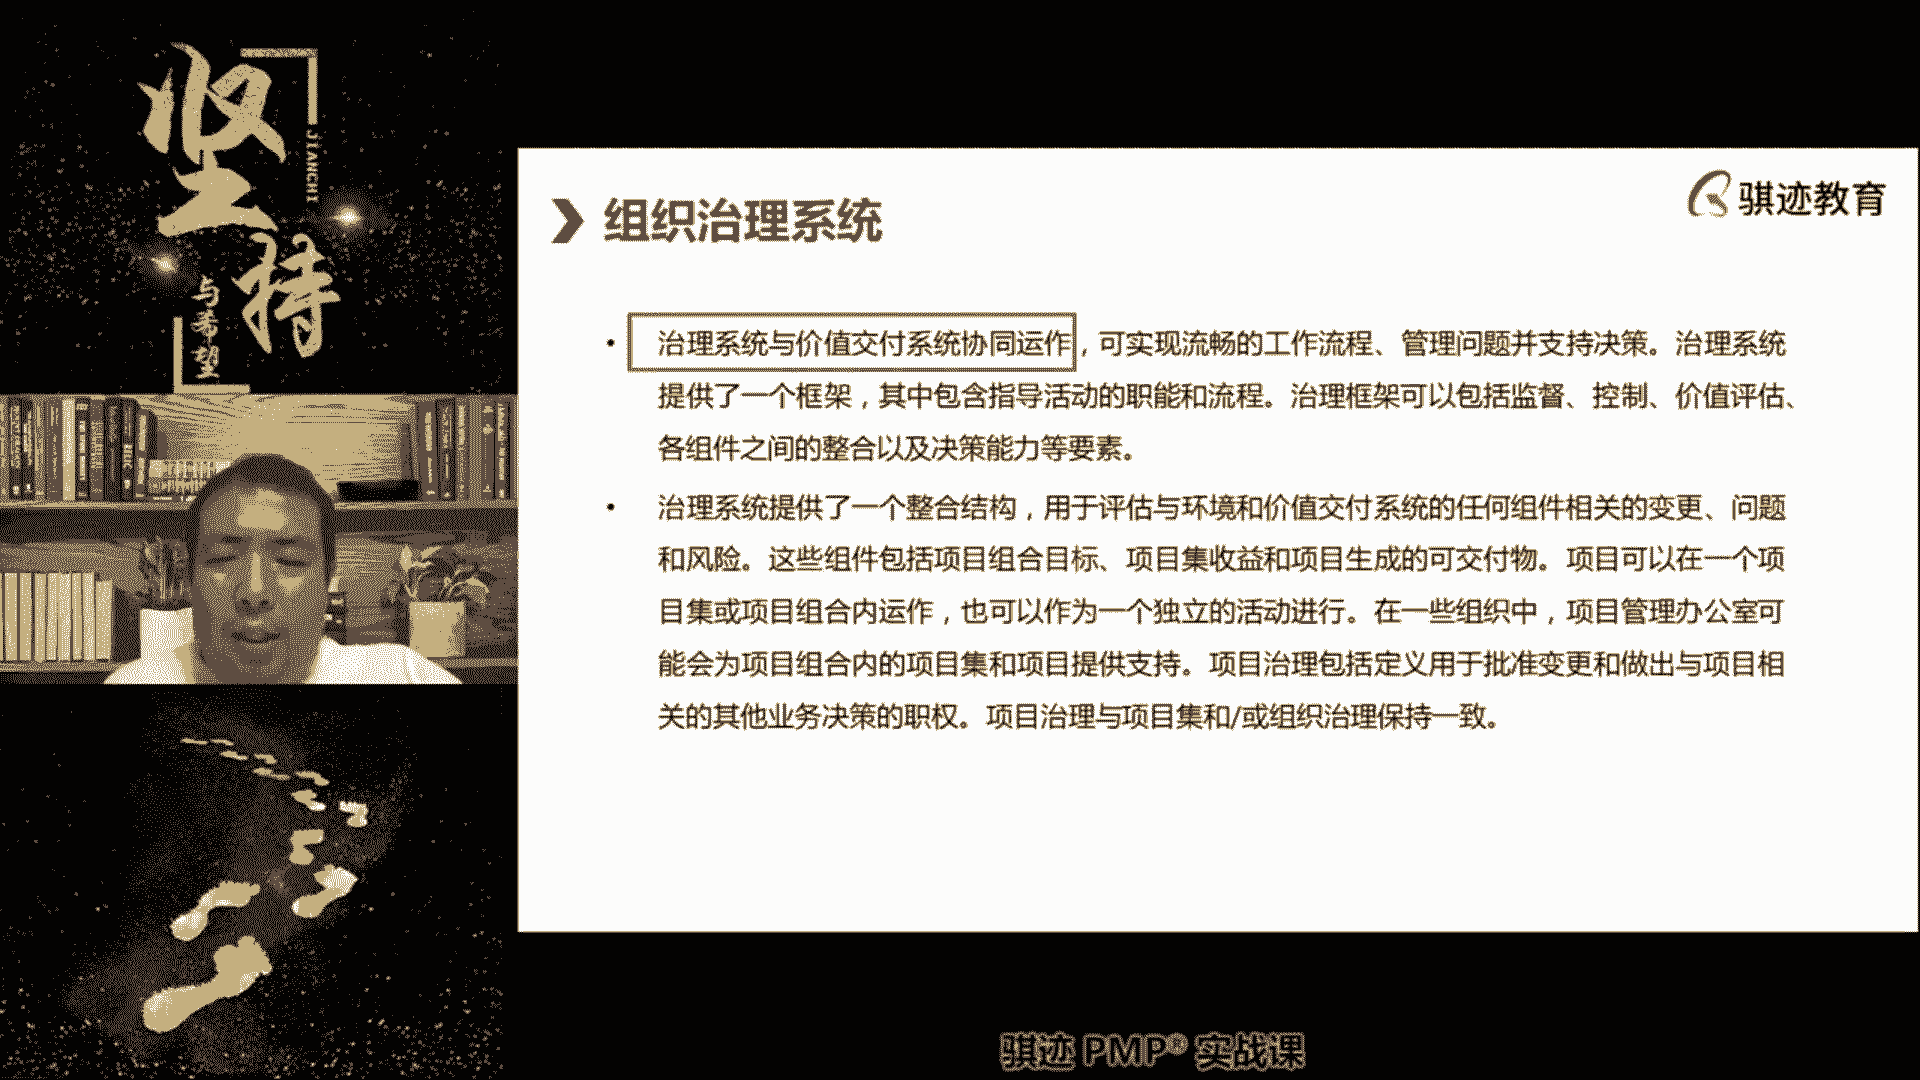 坚持
JIANCHI
与希望
骐迹教育
组织治理系统
• 治理系统与价值交付系统协同运作，可实现流畅的工作流程、管理问题并支持决策。治理系统
提供了一个框架，其中包含指导活动的职能和流程。治理框架可以包括监督、控制、价值评估、
各组件之间的整合以及决策能力等要素。
• 治理系统提供了一个整合结构，用于评估与环境和价值交付系统的任何组件相关的变更、问题
和风险。这些组件包括项目组合目标、项目集收益和项目生成的可交付物。项目可以在一个项
目集或项目组合内运作，也可以作为一个独立的活动进行。在一些组织中，项目管理办公室可
能会为项目组合内的项目集和项目提供支持。项目治理包括定义用于批准变更和做出与项目相
关的其他业务决策的职权。项目治理与项目集和/或组织治理保持一致。
骐迹 PMP® 实战课